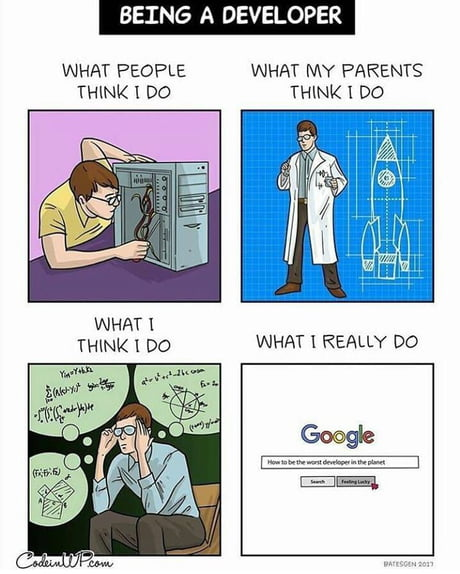 BEING A DEVELOPER
WHAT PEOPLE
THINK I DO
WHAT MY PARENTS
THINK I DO
WHAT I
THINK I DO
WHAT I REALLY DO
Google
How to be the worst developer in the planet
Search
Feeling Lucky
CodeinWP.com
BATESGEN 2017